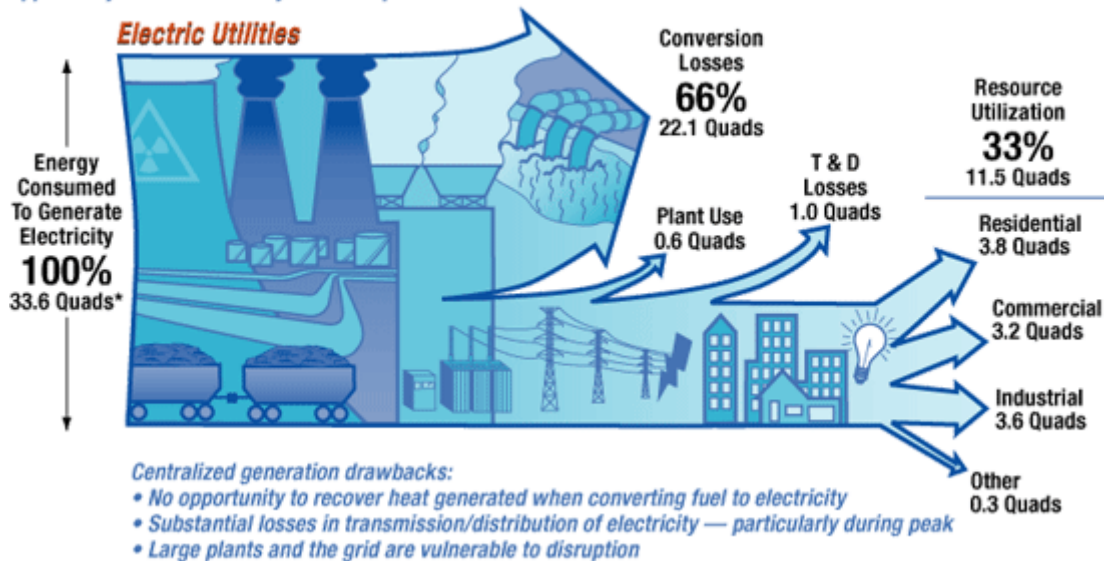 Electric Utilities
Conversion
Losses
66%
22.1 Quads
Resource
Utilization
33%
11.5 Quads
Energy
Consumed
To Generate
Electricity
100%
33.6 Quads*
T & D
Losses
1.0 Quads
Plant Use
0.6 Quads
Residential
3.8 Quads
Commercial
3.2 Quads
Industrial
3.6 Quads
Other
0.3 Quads
Centralized generation drawbacks:
• No opportunity to recover heat generated when converting fuel to electricity
• Substantial losses in transmission/distribution of electricity — particularly during peak
• Large plants and the grid are vulnerable to disruption